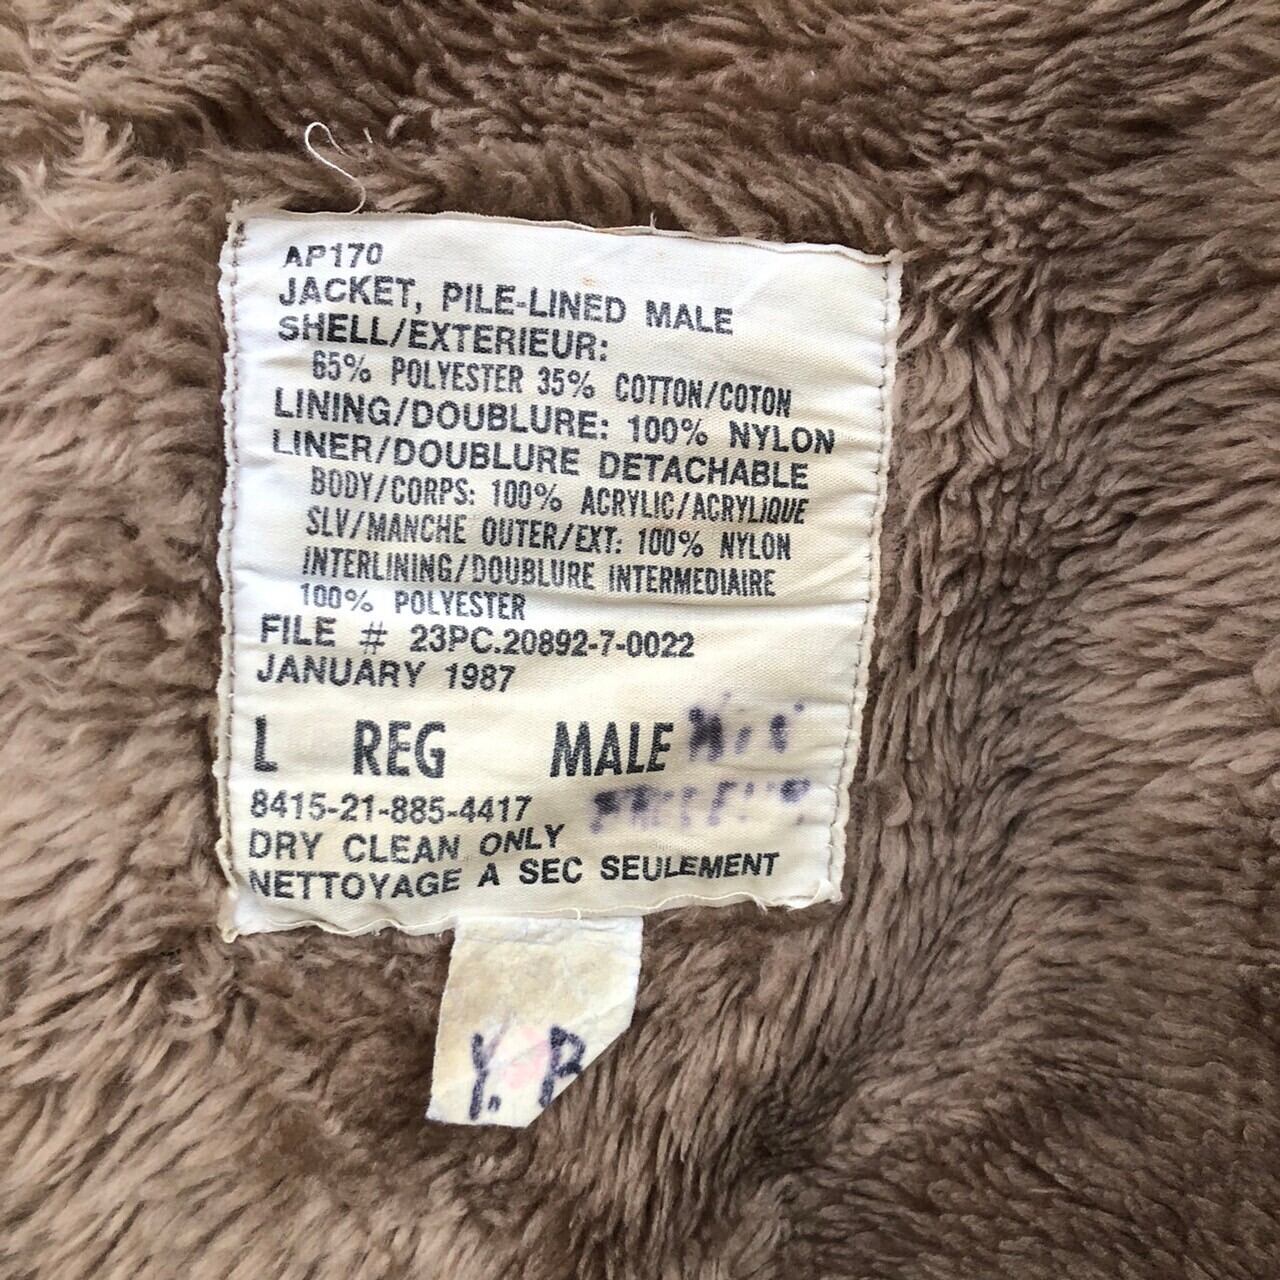 AP170
JACKET, PILE-LINED MALE
SHELL/EXTERIEUR:
65% POLYESTER 35% COTTON/COTON
LINING/DOUBLURE: 100% NYLON
LINER/DOUBLURE DETACHABLE
BODY/CORPS: 100% ACRYLIC/ACRYLIQUE
SLV/MANCHE OUTER/EXT: 100% NYLON
INTERLINING/DOUBLURE INTERMEDIAIRE
100% POLYESTER
FILE # 23PC.20892-7-0022
JANUARY 1987
L REG MALE
8415-21-885-4417
DRY CLEAN ONLY
NETTOYAGE A SEC SEULEMENT
Y. B